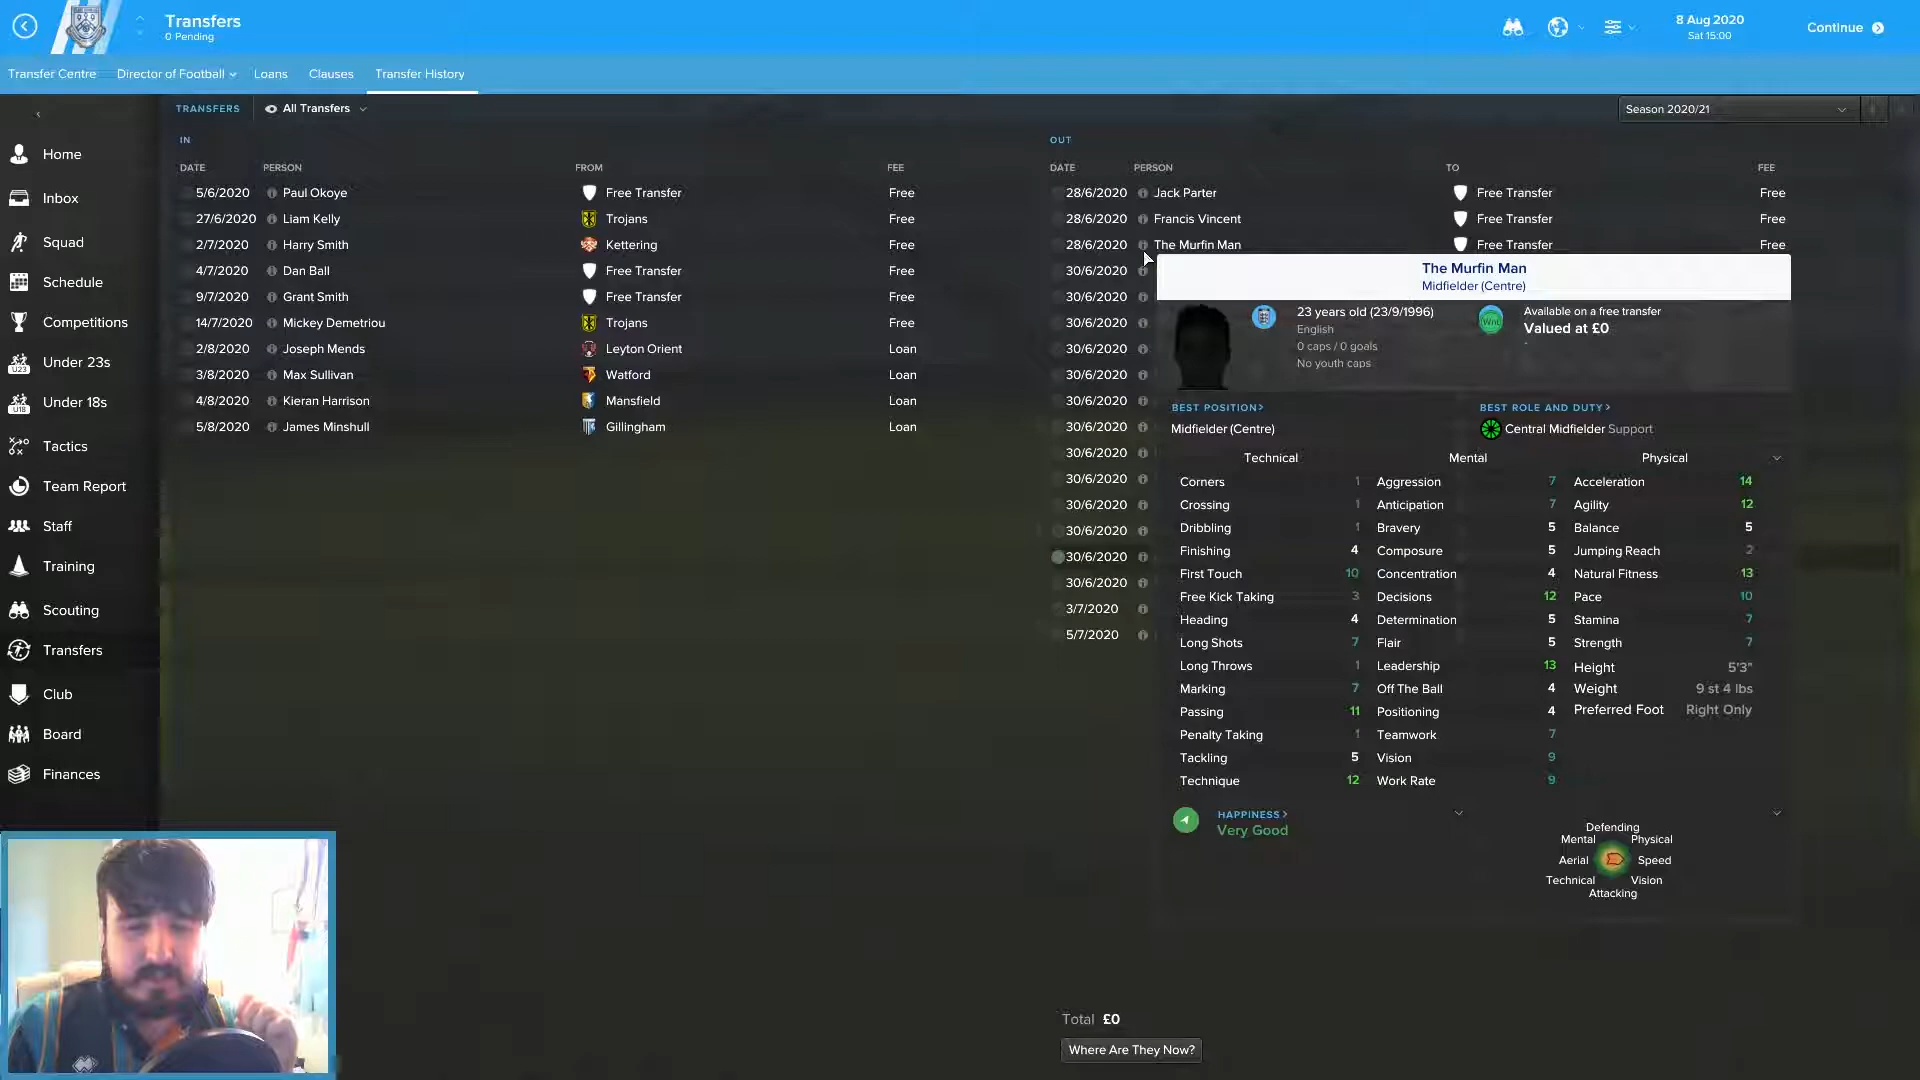 Transfers
0 Pending
8 Aug 2020
Sat 15:00
Continue
Transfer Centre Director of Football Loans Clauses Transfer History
TRANSFERS All Transfers Season 2020/21
Home
Inbox
Squad
Schedule
Competitions
U23 Under 23s
U18 Under 18s
Tactics
Team Report
Staff
Training
Scouting
Transfers
Club
Board
Finances
IN
DATE PERSON FROM FEE
5/6/2020 Paul Okoye Free Transfer Free
27/6/2020 Liam Kelly Trojans Free
2/7/2020 Harry Smith Kettering Free
4/7/2020 Dan Ball Free Transfer Free
9/7/2020 Grant Smith Free Transfer Free
14/7/2020 Mickey Demetriou Trojans Free
2/8/2020 Joseph Mends Leyton Orient Loan
3/8/2020 Max Sullivan Watford Loan
4/8/2020 Kieran Harrison Mansfield Loan
5/8/2020 James Minshull Gillingham Loan
OUT
DATE PERSON TO FEE
28/6/2020 Jack Parter Free Transfer Free
28/6/2020 Francis Vincent Free Transfer Free
28/6/2020 The Murfin Man Free Transfer Free
30/6/2020
30/6/2020
30/6/2020
30/6/2020
30/6/2020
30/6/2020
30/6/2020
30/6/2020
30/6/2020
30/6/2020
30/6/2020
30/6/2020
30/6/2020
3/7/2020
5/7/2020
The Murfin Man
Midfielder (Centre)
23 years old (23/9/1996)
English
0 caps / 0 goals
No youth caps
Wnt
Available on a free transfer
Valued at £0
-
BEST POSITION> BEST ROLE AND DUTY>
Midfielder (Centre) Central Midfielder Support
Technical Mental Physical
Corners 1 Aggression 7 Acceleration 14
Crossing 1 Anticipation 7 Agility 12
Dribbling 1 Bravery 5 Balance 5
Finishing 4 Composure 5 Jumping Reach 2
First Touch 10 Concentration 4 Natural Fitness 13
Free Kick Taking 3 Decisions 12 Pace 10
Heading 4 Determination 5 Stamina 7
Long Shots 7 Flair 5 Strength 7
Long Throws 1 Leadership 13 Height 5'3"
Marking 7 Off The Ball 4 Weight 9 st 4 lbs
Passing 11 Positioning 4 Preferred Foot Right Only
Penalty Taking 1 Teamwork 7
Tackling 5 Vision 9
Technique 12 Work Rate 9
HAPPINESS>
Very Good
Defending
Mental Physical
Aerial Speed
Technical Vision
Attacking
Total £0
Where Are They Now?